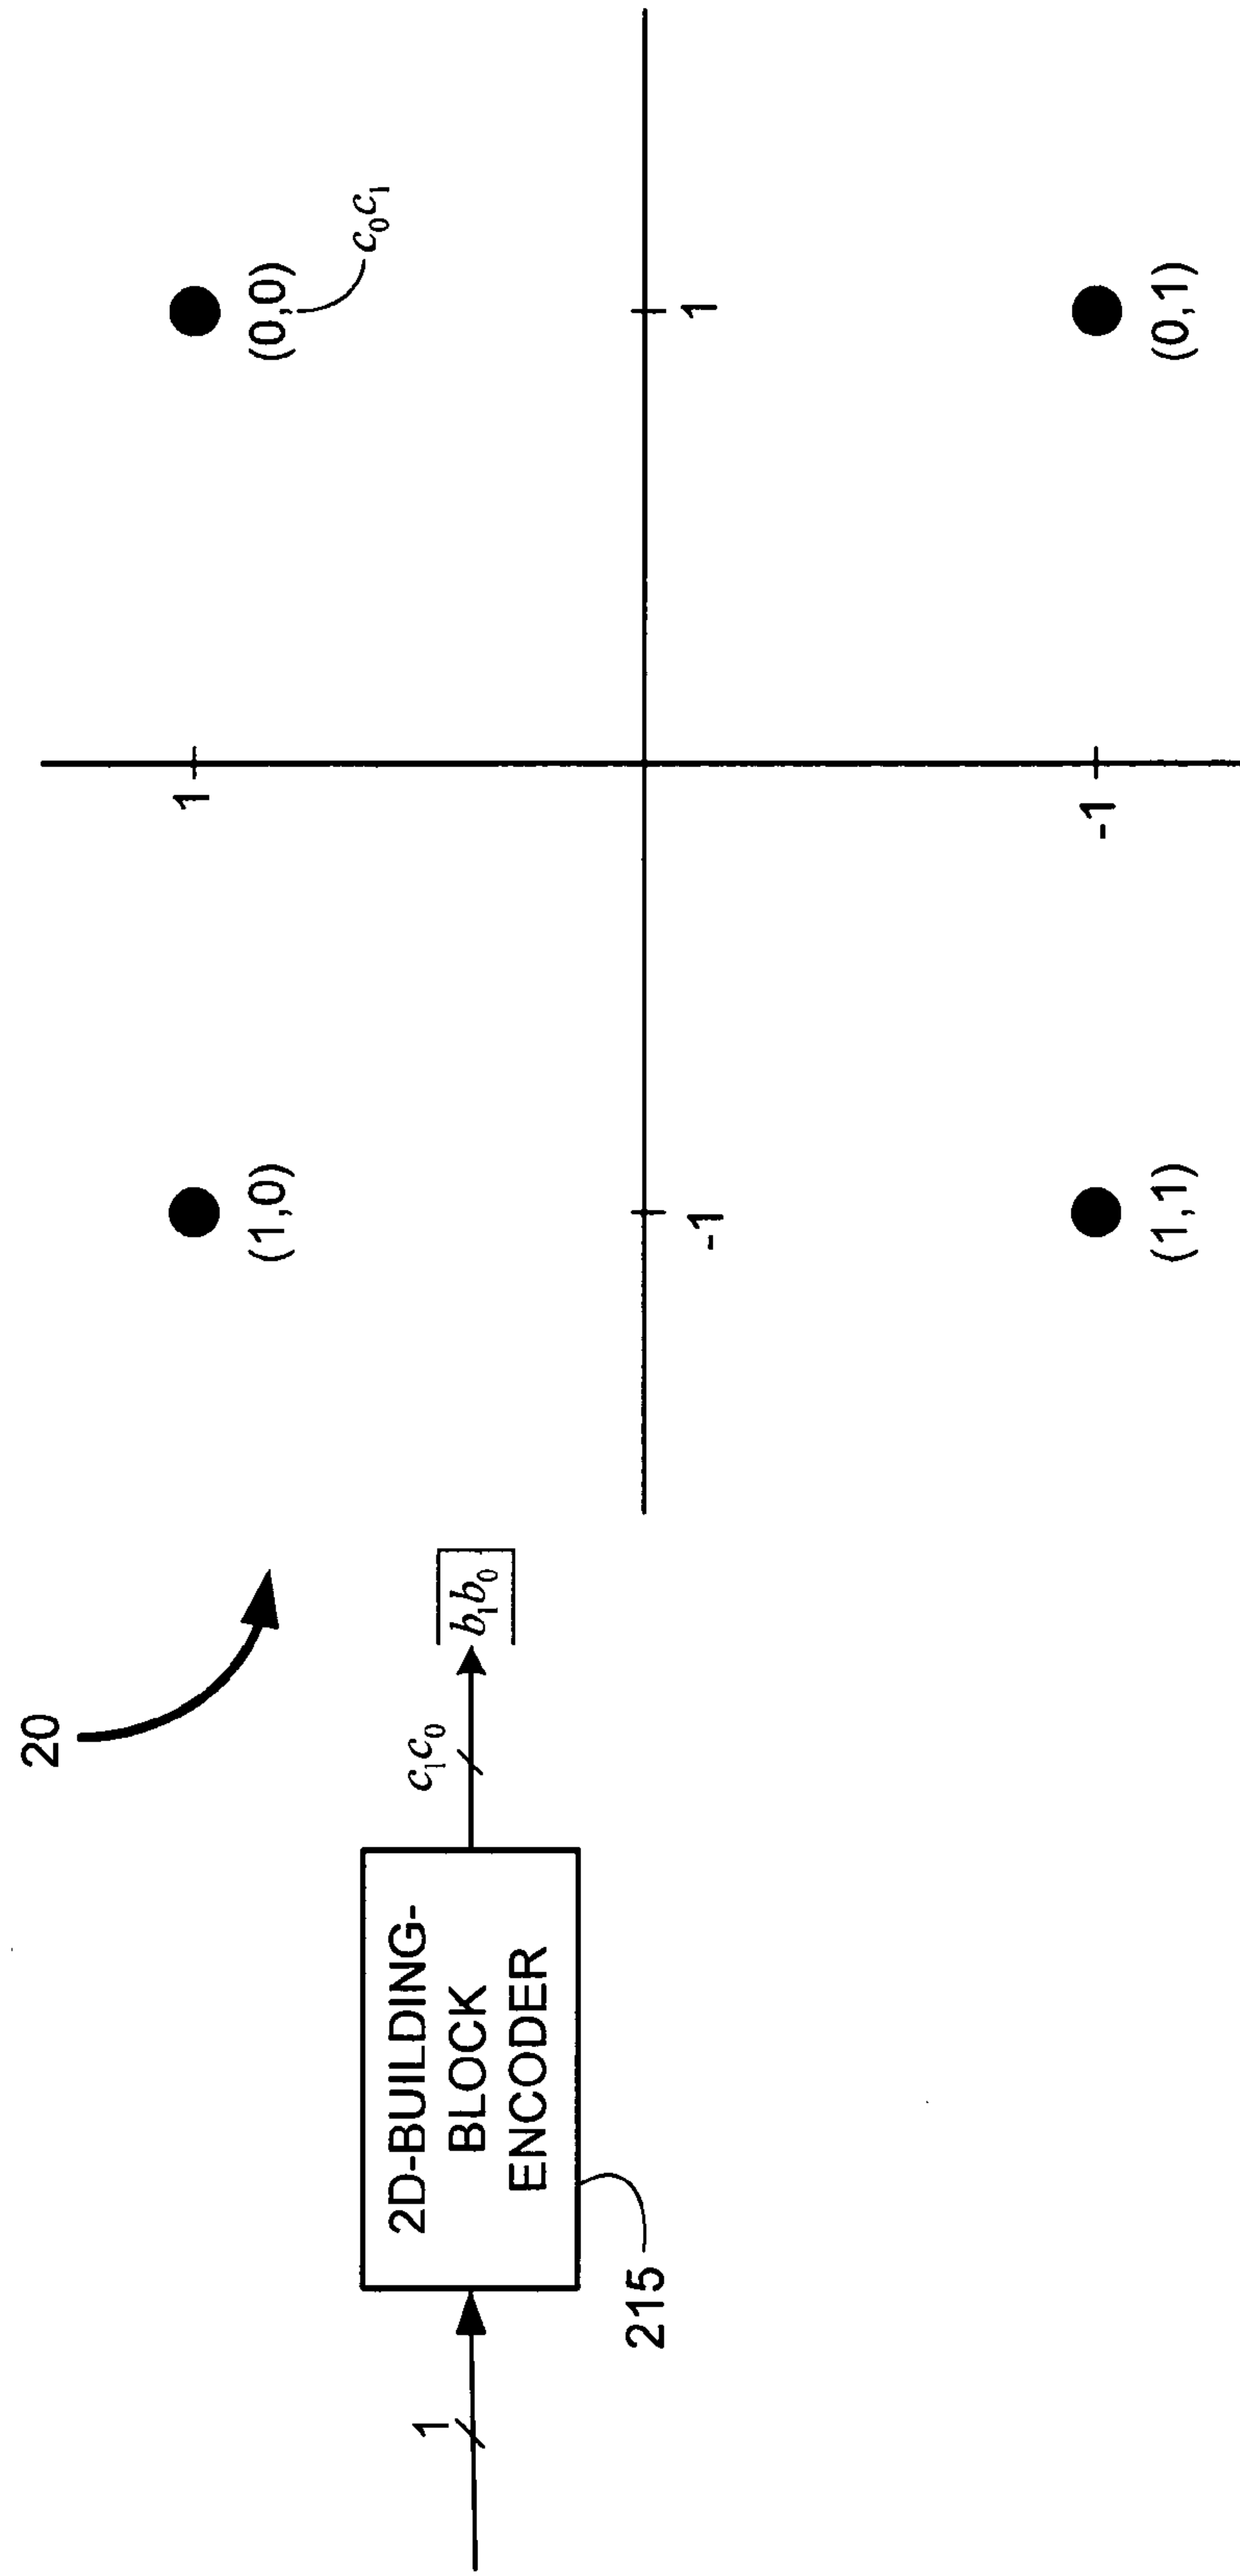 20
1
2D-BUILDING-
BLOCK
ENCODER
215
c₁c₀
b₁b₀
(1,0)
(0,0)
c₀c₁
1
-1
1
-1
(1,1)
(0,1)